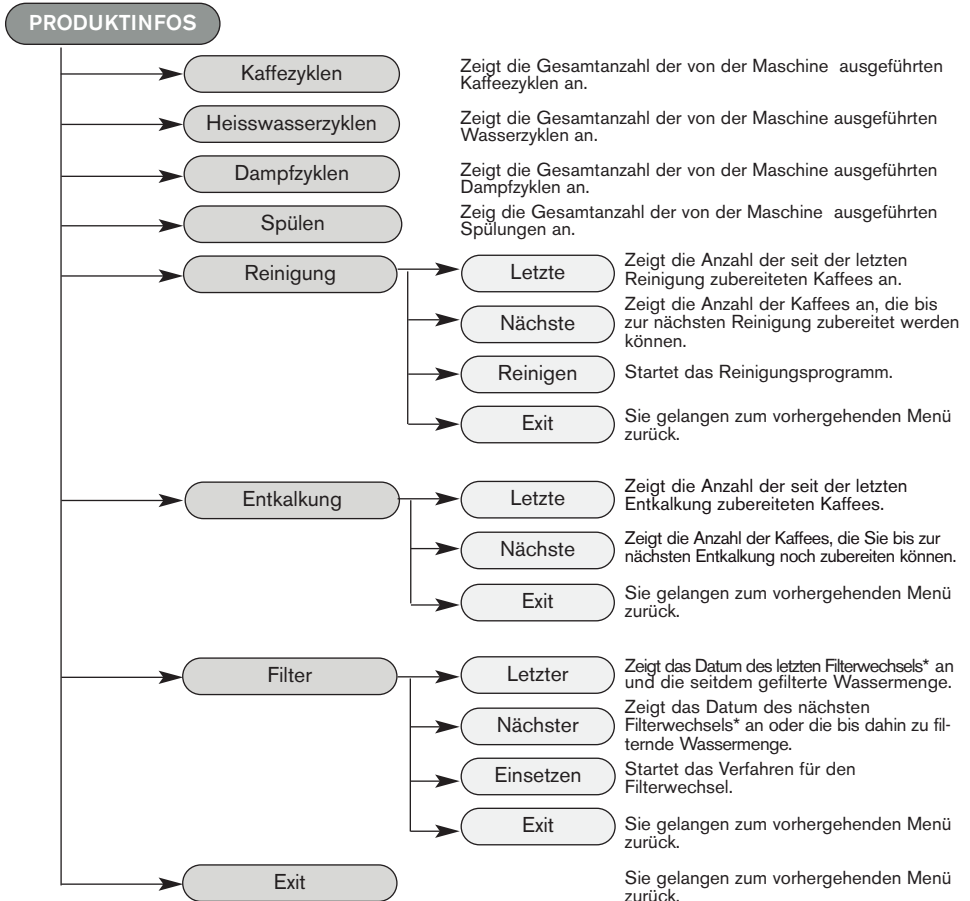 PRODUKTINFOS
Kaffezyklen
Zeigt die Gesamtanzahl der von der Maschine ausgeführten
Kaffeezyklen an.
Heisswasserzyklen
Zeigt die Gesamtanzahl der von der Maschine ausgeführten
Wasserzyklen an.
Dampfzyklen
Zeigt die Gesamtanzahl der von der Maschine ausgeführten
Dampfzyklen an.
Spülen
Zeig die Gesamtanzahl der von der Maschine ausgeführten
Spülungen an.
Reinigung
Letzte
Zeigt die Anzahl der seit der letzten
Reinigung zubereiteten Kaffees an.
Nächste
Zeigt die Anzahl der Kaffees an, die bis
zur nächsten Reinigung zubereitet werden
können.
Reinigen
Startet das Reinigungsprogramm.
Exit
Sie gelangen zum vorhergehenden Menü
zurück.
Entkalkung
Letzte
Zeigt die Anzahl der seit der letzten
Entkalkung zubereiteten Kaffees.
Nächste
Zeigt die Anzahl der Kaffees, die Sie bis zur
nächsten Entkalkung noch zubereiten können.
Exit
Sie gelangen zum vorhergehenden Menü
zurück.
Filter
Letzter
Zeigt das Datum des letzten Filterwechsels* an
und die seitdem gefilterte Wassermenge.
Nächster
Zeigt das Datum des nächsten
Filterwechsels* an oder die bis dahin zu fil-
ternde Wassermenge.
Einsetzen
Startet das Verfahren für den
Filterwechsel.
Exit
Sie gelangen zum vorhergehenden Menü
zurück.
Exit
Sie gelangen zum vorhergehenden Menü
zurück.